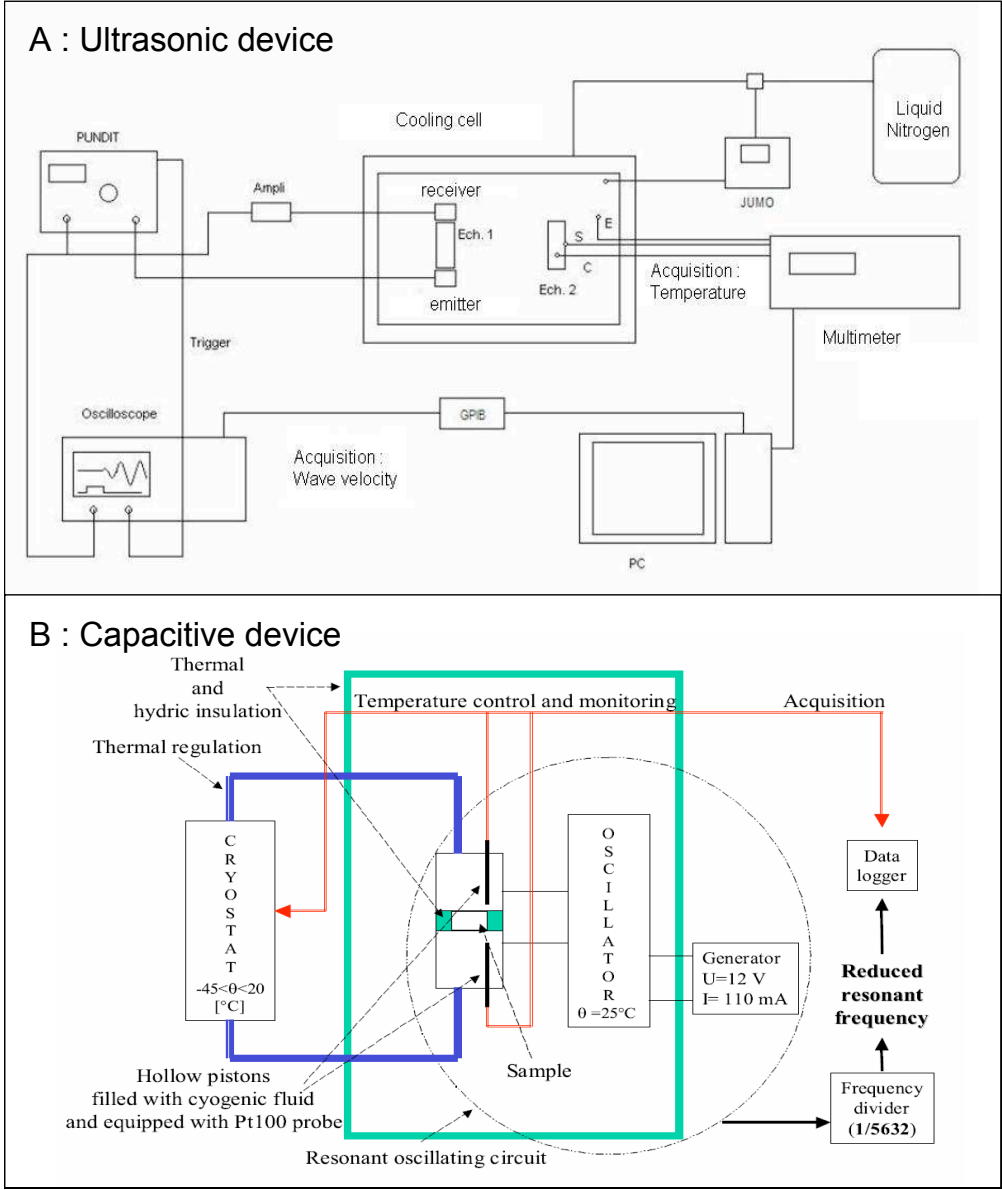 A : Ultrasonic device
Cooling cell
Liquid
Nitrogen
PUNDIT
Ampli
receiver
JUMO
Ech. 1
E
S
C
Ech. 2
emitter
Acquisition :
Temperature
Multimeter
Trigger
Oscilloscope
GPIB
Acquisition :
Wave velocity
PC
B : Capacitive device
Thermal
and
hydric insulation
Temperature control and monitoring
Acquisition
Thermal regulation
CRYOSTAT
-45<θ<20
[°C]
OSCILLATOR
θ =25°C
Data
logger
Generator
U=12 V
I= 110 mA
Reduced
resonant
frequency
Sample
Hollow pistons
filled with cyogenic fluid
and equipped with Pt100 probe
Resonant oscillating circuit
Frequency
divider
(1/5632)